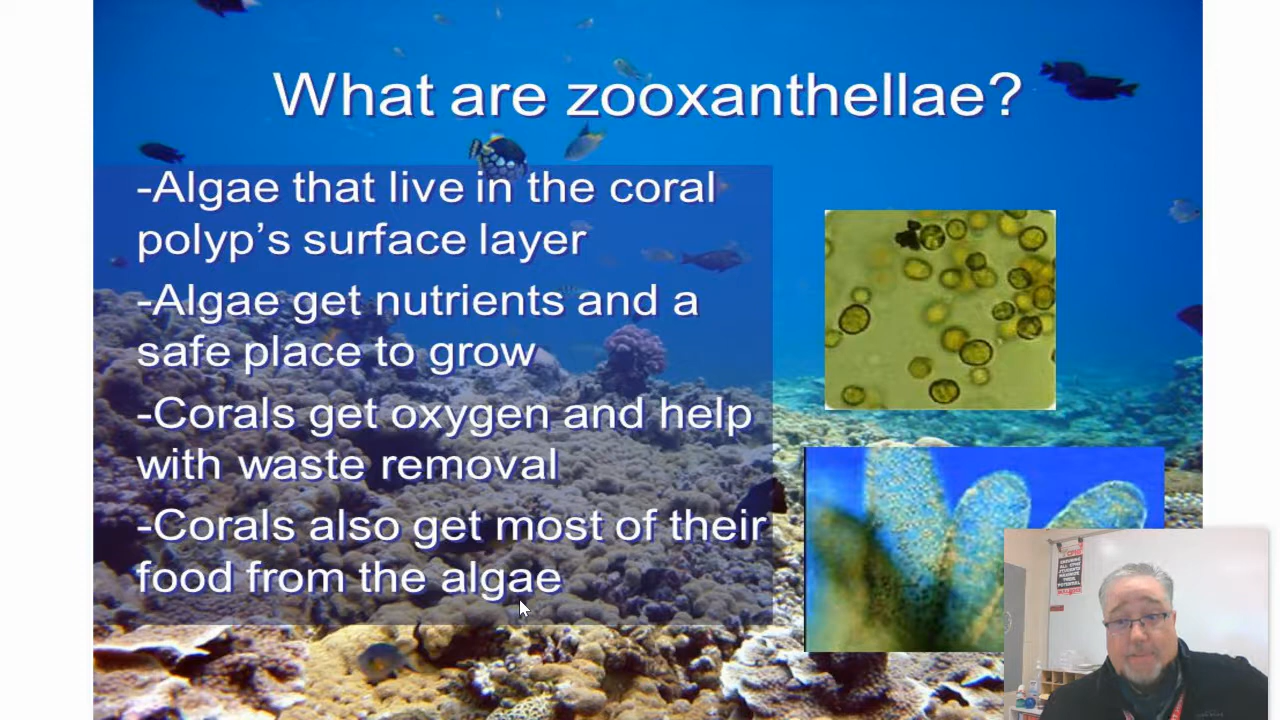 What are zooxanthellae?
-Algae that live in the coral
polyp's surface layer
-Algae get nutrients and a
safe place to grow
-Corals get oxygen and help
with waste removal
-Corals also get most of their
food from the algae